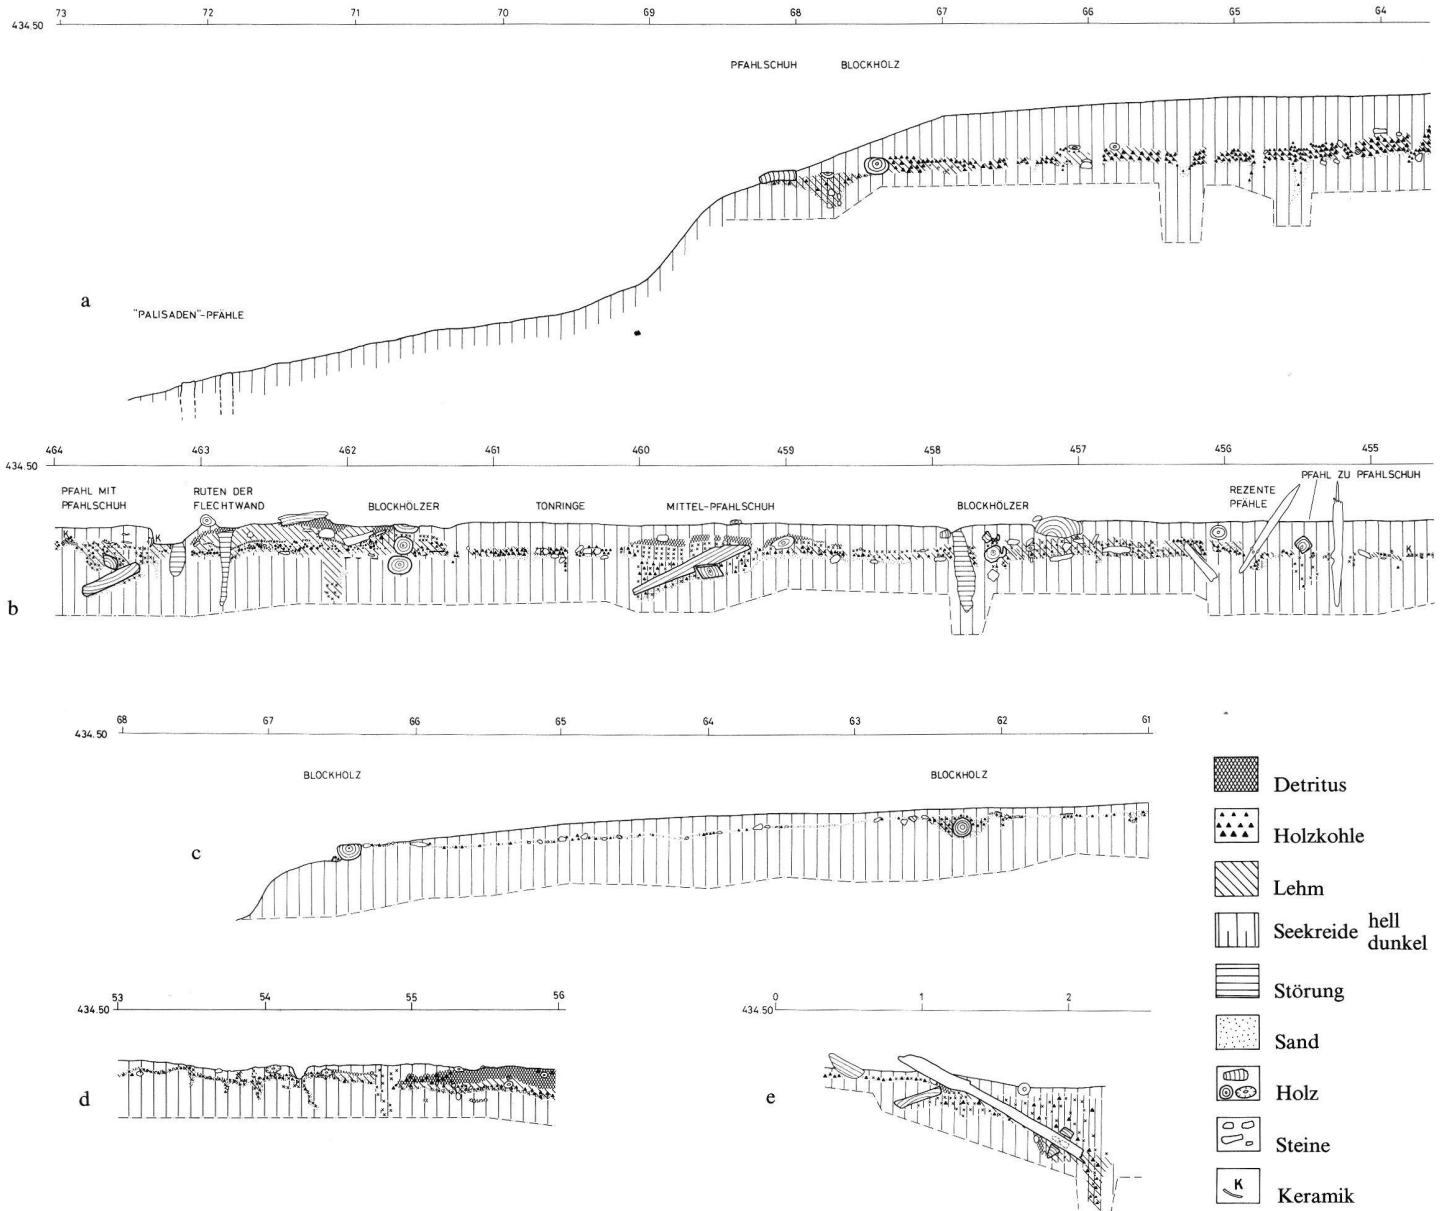 73 72 71 70 69 68 67 66 65 64
434.50
PFAHLSCHUH BLOCKHOLZ
a
"PALISADEN"-PFÄHLE
464 463 462 461 460 459 458 457 456 455
434.50
PFAHL MIT PFAHLSCHUH
RUTEN DER FLECHTWAND
BLOCKHÖLZER
TONRINGE
MITTEL-PFAHLSCHUH
BLOCKHÖLZER
REZENTE PFÄHLE
PFAHL ZU PFAHLSCHUH
K K K
b
68 67 66 65 64 63 62 61
434.50
BLOCKHOLZ BLOCKHOLZ
c
53 54 55 56
434.50
d
0 1 2
434.50
e
Detritus
Holzkohle
Lehm
Seekreide hell
dunkel
Störung
Sand
Holz
Steine
K Keramik